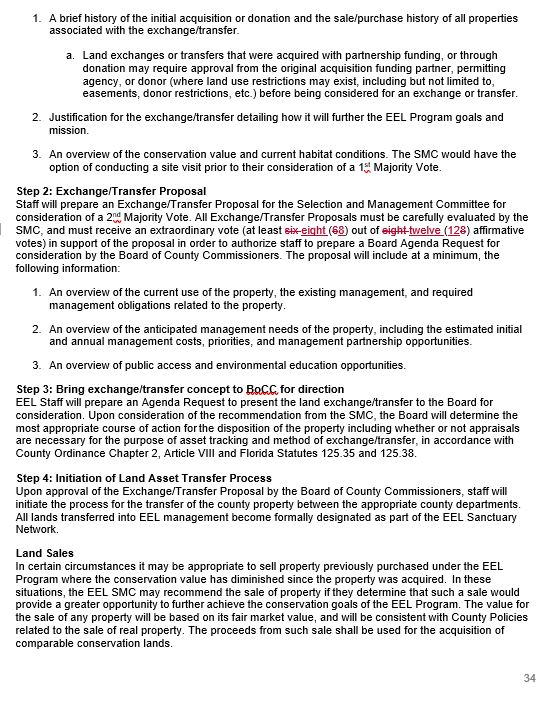 1. A brief history of the initial acquisition or donation and the sale/purchase history of all properties
associated with the exchange/transfer.
a. Land exchanges or transfers that were acquired with partnership funding, or through
donation may require approval from the original acquisition funding partner, permitting
agency, or donor (where land use restrictions may exist, including but not limited to,
easements, donor restrictions, etc.) before being considered for an exchange or transfer.
2. Justification for the exchange/transfer detailing how it will further the EEL Program goals and
mission.
3. An overview of the conservation value and current habitat conditions. The SMC would have the
option of conducting a site visit prior to their consideration of a 1st Majority Vote.
Step 2: Exchange/Transfer Proposal
Staff will prepare an Exchange/Transfer Proposal for the Selection and Management Committee for
consideration of a 2nd Majority Vote. All Exchange/Transfer Proposals must be carefully evaluated by the
SMC, and must receive an extraordinary vote (at least six eight (68) out of eight twelve (128) affirmative
votes) in support of the proposal in order to authorize staff to prepare a Board Agenda Request for
consideration by the Board of County Commissioners. The proposal will include at a minimum, the
following information:
1. An overview of the current use of the property, the existing management, and required
management obligations related to the property.
2. An overview of the anticipated management needs of the property, including the estimated initial
and annual management costs, priorities, and management partnership opportunities.
3. An overview of public access and environmental education opportunities.
Step 3: Bring exchange/transfer concept to BoCC for direction
EEL Staff will prepare an Agenda Request to present the land exchange/transfer to the Board for
consideration. Upon consideration of the recommendation from the SMC, the Board will determine the
most appropriate course of action for the disposition of the property including whether or not appraisals
are necessary for the purpose of asset tracking and method of exchange/transfer, in accordance with
County Ordinance Chapter 2, Article VIII and Florida Statutes 125.35 and 125.38.
Step 4: Initiation of Land Asset Transfer Process
Upon approval of the Exchange/Transfer Proposal by the Board of County Commissioners, staff will
initiate the process for the transfer of the county property between the appropriate county departments.
All lands transferred into EEL management become formally designated as part of the EEL Sanctuary
Network.
Land Sales
In certain circumstances it may be appropriate to sell property previously purchased under the EEL
Program where the conservation value has diminished since the property was acquired. In these
situations, the EEL SMC may recommend the sale of property if they determine that such a sale would
provide a greater opportunity to further achieve the conservation goals of the EEL Program. The value for
the sale of any property will be based on its fair market value, and will be consistent with County Policies
related to the sale of real property. The proceeds from such sale shall be used for the acquisition of
comparable conservation lands.
34